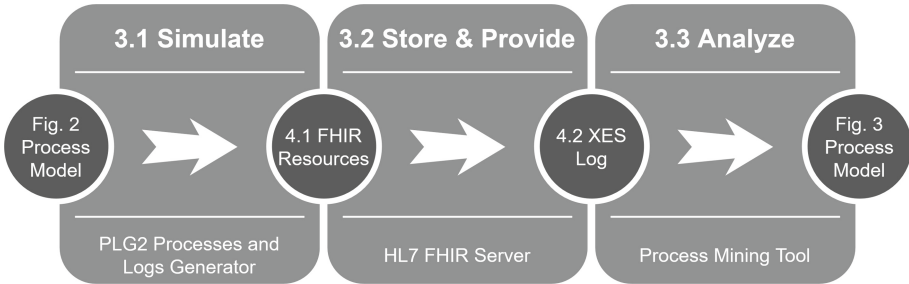 3.1 Simulate
3.2 Store & Provide
3.3 Analyze
Fig. 2
Process
Model
4.1 FHIR
Resources
4.2 XES
Log
Fig. 3
Process
Model
PLG2 Processes and
Logs Generator
HL7 FHIR Server
Process Mining Tool